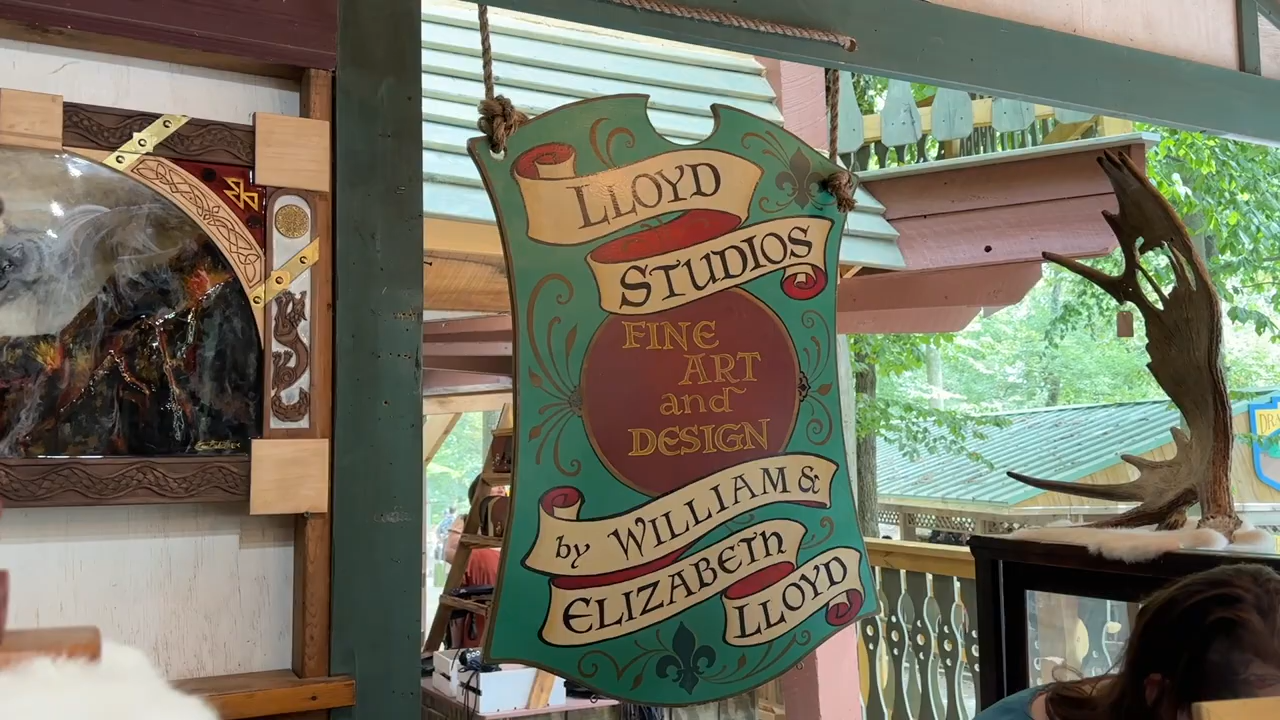 LLOYD
STUDIOS
FINE
ART
and
DESIGN
by WILLIAM &
ELIZABETH
LLOYD